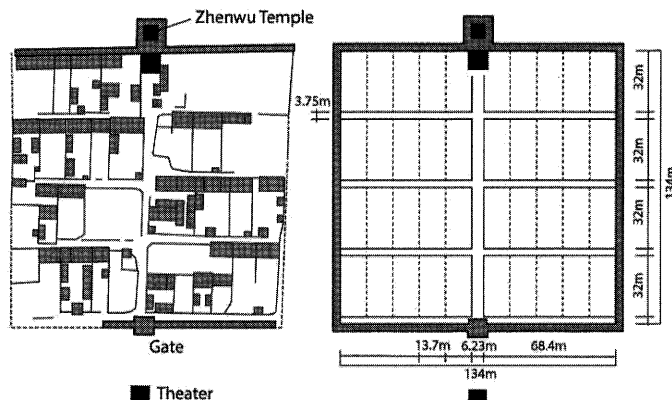 Zhenwu Temple
3.75m
32m
32m
32m
32m
134m
Gate
13.7m 6.23m 68.4m
134m
Theater